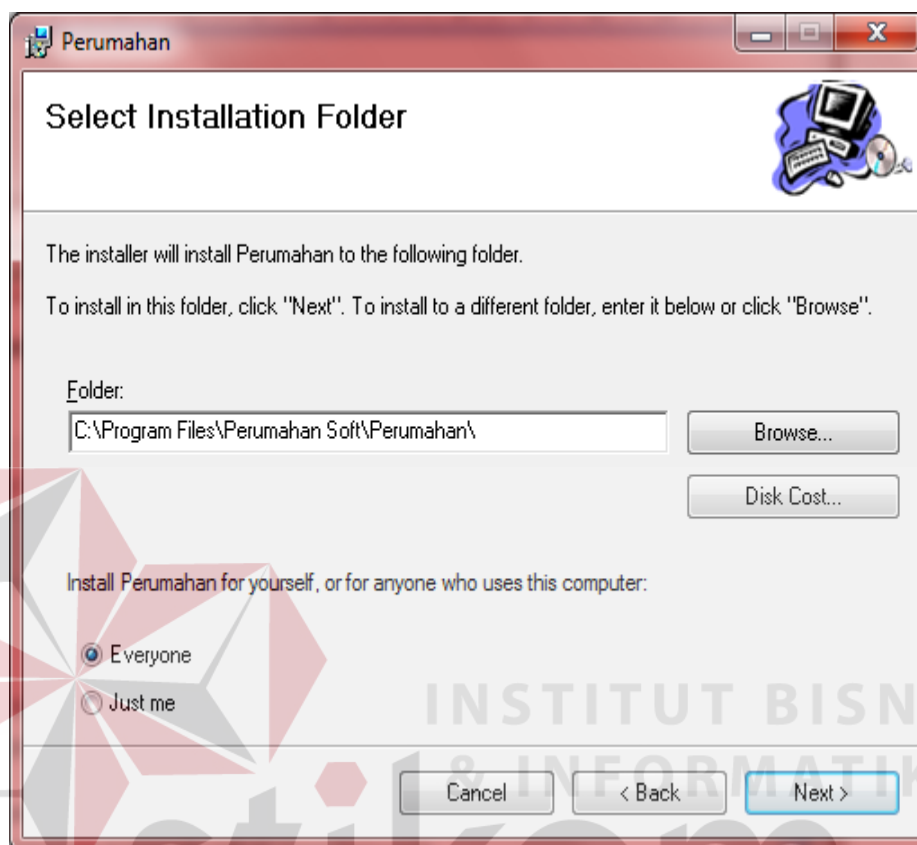 Perumahan
Select Installation Folder
The installer will install Perumahan to the following folder.
To install in this folder, click "Next". To install to a different folder, enter it below or click "Browse".
Folder:
C:\Program Files\Perumahan Soft\Perumahan\
Browse...
Disk Cost...
Install Perumahan for yourself, or for anyone who uses this computer:
Everyone
Just me
INSTITUT BISN
& INFORMATIK
Cancel
< Back
Next >
stikom